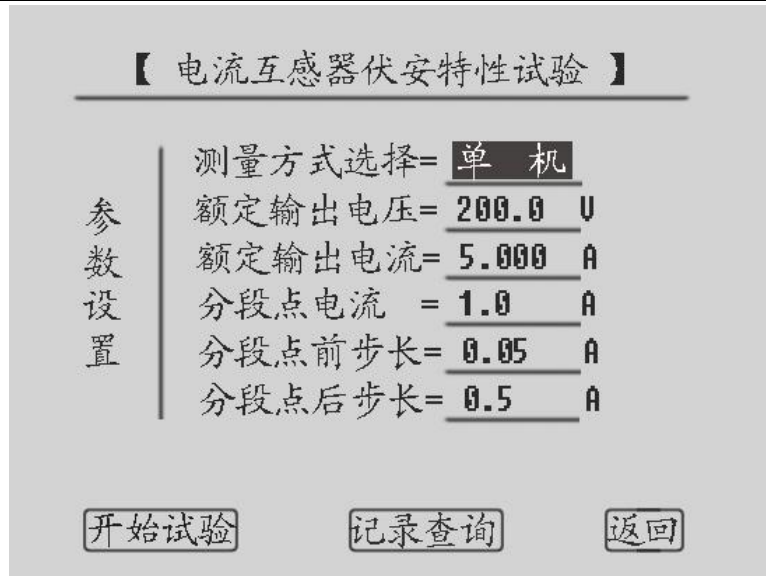 【 电流互感器伏安特性试验 】
参数设置
测量方式选择= 单 机
额定输出电压= 200.0 V
额定输出电流= 5.000 A
分段点电流 = 1.0 A
分段点前步长= 0.05 A
分段点后步长= 0.5 A
开始试验 记录查询 返回